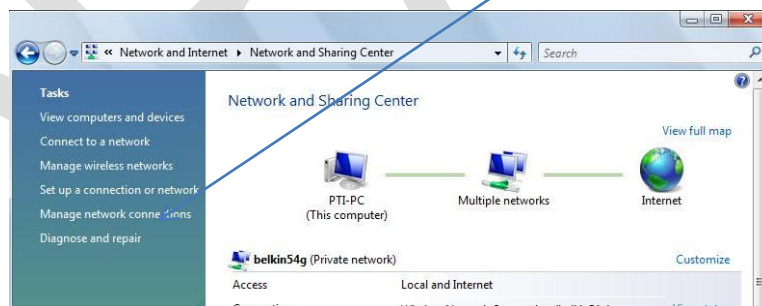 « Network and Internet ▸ Network and Sharing Center
Search
Tasks
View computers and devices
Connect to a network
Manage wireless networks
Set up a connection or network
Manage network connections
Diagnose and repair
Network and Sharing Center
View full map
PTI-PC
(This computer)
Multiple networks
Internet
belkin54g (Private network)
Customize
Access
Local and Internet